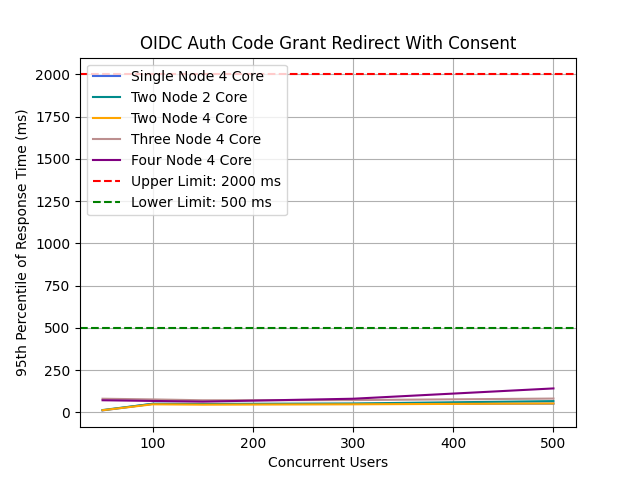 OIDC Auth Code Grant Redirect With Consent
95th Percentile of Response Time (ms)
2000
1750
1500
1250
1000
750
500
250
0
Single Node 4 Core
Two Node 2 Core
Two Node 4 Core
Three Node 4 Core
Four Node 4 Core
Upper Limit: 2000 ms
Lower Limit: 500 ms
100 200 300 400 500
Concurrent Users